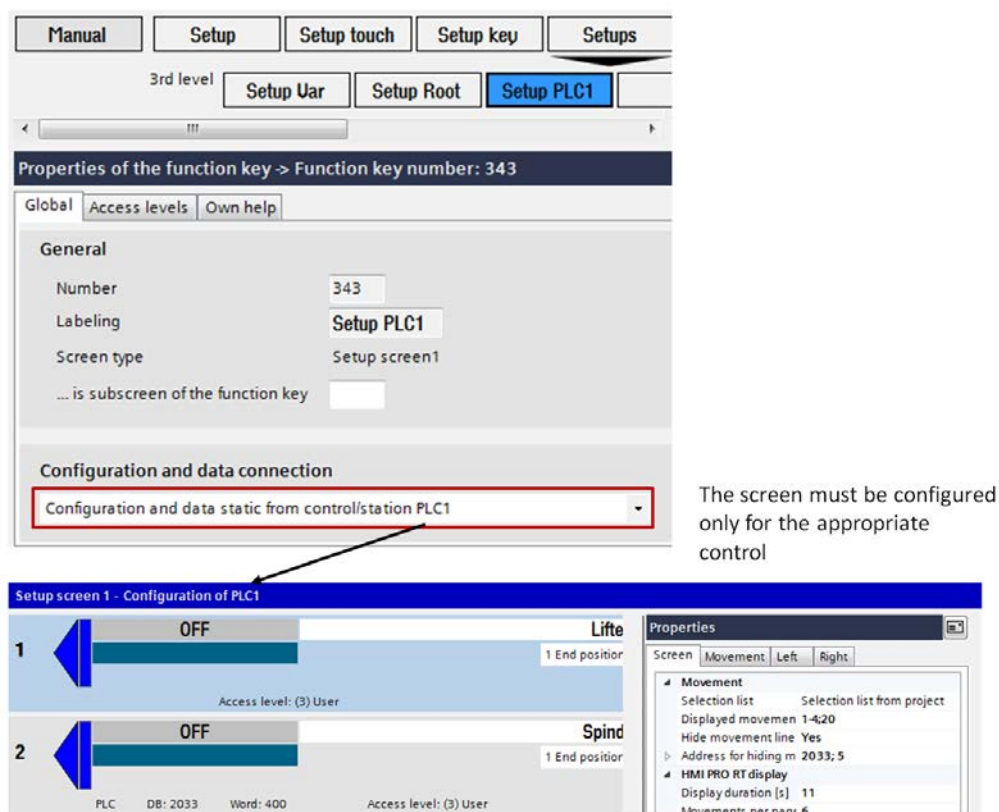 Manual Setup Setup touch Setup key Setups
3rd level Setup Var Setup Root Setup PLC1
Properties of the function key -> Function key number: 343
Global Access levels Own help
General
Number 343
Labeling Setup PLC1
Screen type Setup screen1
... is subscreen of the function key
Configuration and data connection
Configuration and data static from control/station PLC1
The screen must be configured
only for the appropriate
control
Setup screen 1 - Configuration of PLC1
1 OFF Lifte
1 End position
Access level: (3) User
2 OFF Spind
1 End position
PLC DB: 2033 Word: 400 Access level: (3) User
Properties
Screen Movement Left Right
Movement
Selection list Selection list from project
Displayed movemen 1-4;20
Hide movement line Yes
Address for hiding m 2033; 5
HMI PRO RT display
Display duration [s] 11
Movements per page 6